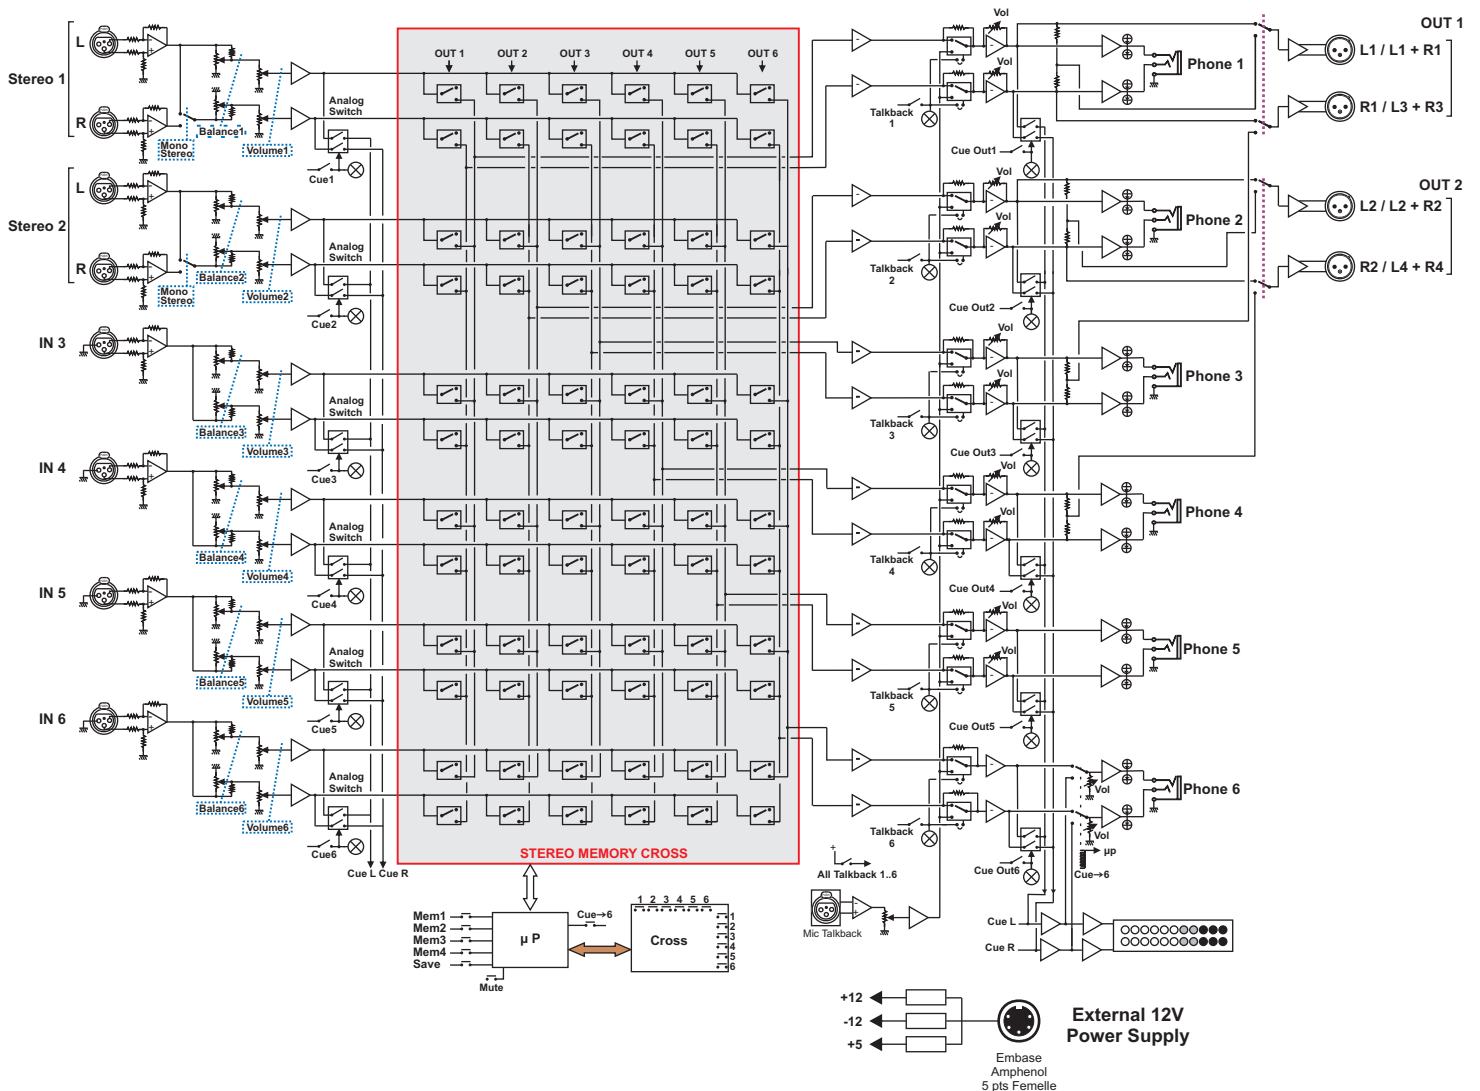 Stereo 1
L
R
Mono
Stereo
Balance1
Volume1
Analog
Switch
Cue1
Stereo 2
L
R
Mono
Stereo
Balance2
Volume2
Analog
Switch
Cue2
IN 3
Balance3
Volume3
Analog
Switch
Cue3
IN 4
Balance4
Volume4
Analog
Switch
Cue4
IN 5
Balance5
Volume5
Analog
Switch
Cue5
IN 6
Balance6
Volume6
Analog
Switch
Cue6
Cue L Cue R
OUT 1 OUT 2 OUT 3 OUT 4 OUT 5 OUT 6
STEREO MEMORY CROSS
Mem1
Mem2
Mem3
Mem4
Save
Mute
µ P
Cue→6
Cross
1 2 3 4 5 6
1
2
3
4
5
6
Talkback
1
Vol
Cue Out1
Phone 1
Talkback
2
Vol
Cue Out2
Phone 2
Talkback
3
Vol
Cue Out3
Phone 3
Talkback
4
Vol
Cue Out4
Phone 4
Talkback
5
Vol
Cue Out5
Phone 5
Talkback
6
Cue Out6
Vol
Vol
µp
Cue→6
Phone 6
OUT 1
L1 / L1 + R1
R1 / L3 + R3
OUT 2
L2 / L2 + R2
R2 / L4 + R4
+
All Talkback 1..6
Mic Talkback
Cue L
Cue R
+12
-12
+5
External 12V
Power Supply
Embase
Amphenol
5 pts Femelle